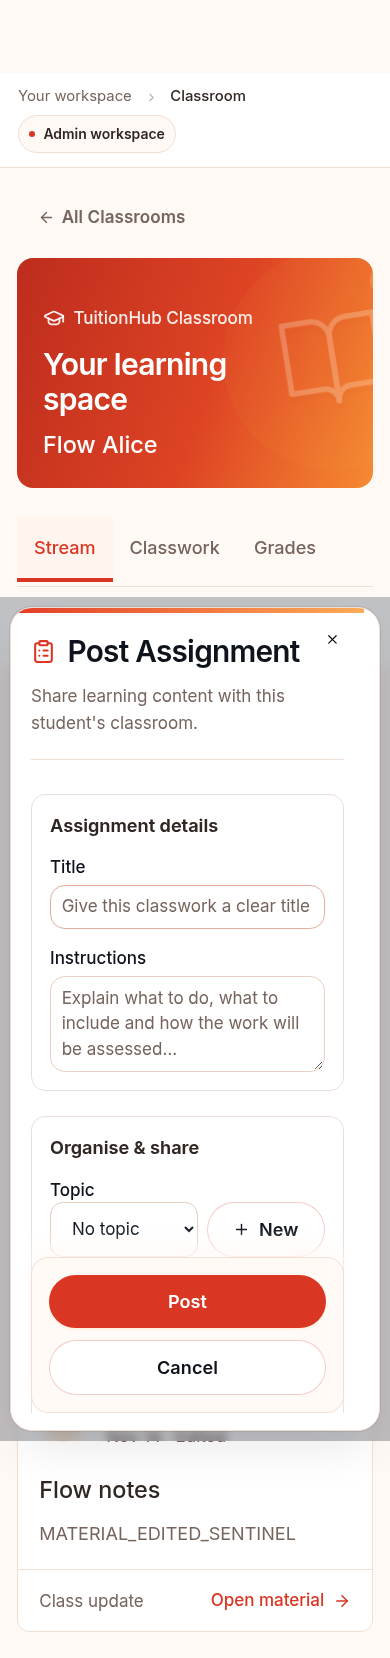 Your workspace > Classroom
Admin workspace
← All Classrooms
TuitionHub Classroom
Your learning
space
Flow Alice
Stream Classwork Grades
Post Assignment ×
Share learning content with this
student's classroom.
Assignment details
Title
Give this classwork a clear title
Instructions
Explain what to do, what to
include and how the work will
be assessed...
Organise & share
Topic
No topic + New
Post
Cancel
Flow notes
MATERIAL_EDITED_SENTINEL
Class update Open material →